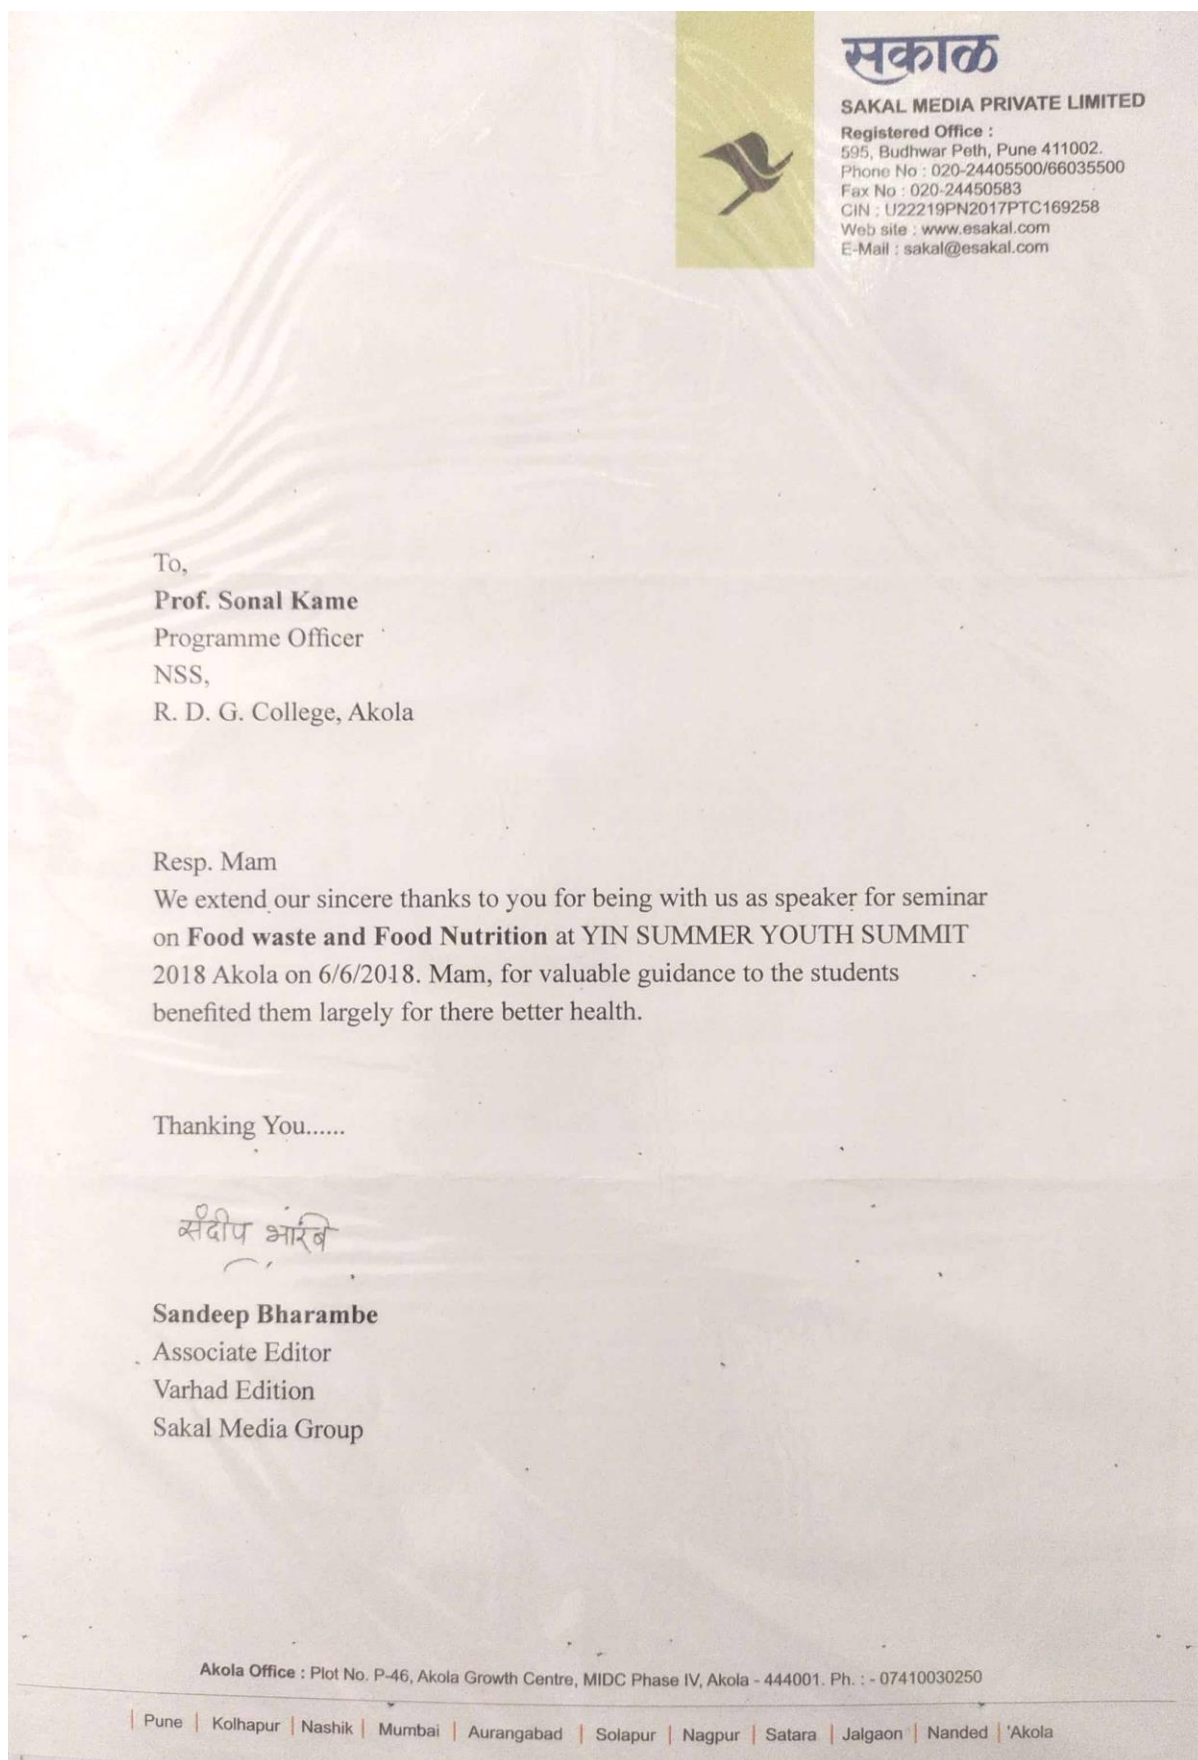 सकाळ
SAKAL MEDIA PRIVATE LIMITED
Registered Office :
595, Budhwar Peth, Pune 411002.
Phone No : 020-24405500/66035500
Fax No : 020-24450583
CIN : U22219PN2017PTC169258
Web site : www.esakal.com
E-Mail : sakal@esakal.com
To,
Prof. Sonal Kame
Programme Officer
NSS,
R. D. G. College, Akola
Resp. Mam
We extend our sincere thanks to you for being with us as speaker for seminar
on Food waste and Food Nutrition at YIN SUMMER YOUTH SUMMIT
2018 Akola on 6/6/2018. Mam, for valuable guidance to the students
benefited them largely for there better health.
Thanking You......
संदीप भारंबे
Sandeep Bharambe
Associate Editor
Varhad Edition
Sakal Media Group
Akola Office : Plot No. P-46, Akola Growth Centre, MIDC Phase IV, Akola - 444001. Ph. : - 07410030250
| Pune | Kolhapur | Nashik | Mumbai | Aurangabad | Solapur | Nagpur | Satara | Jalgaon | Nanded | 'Akola